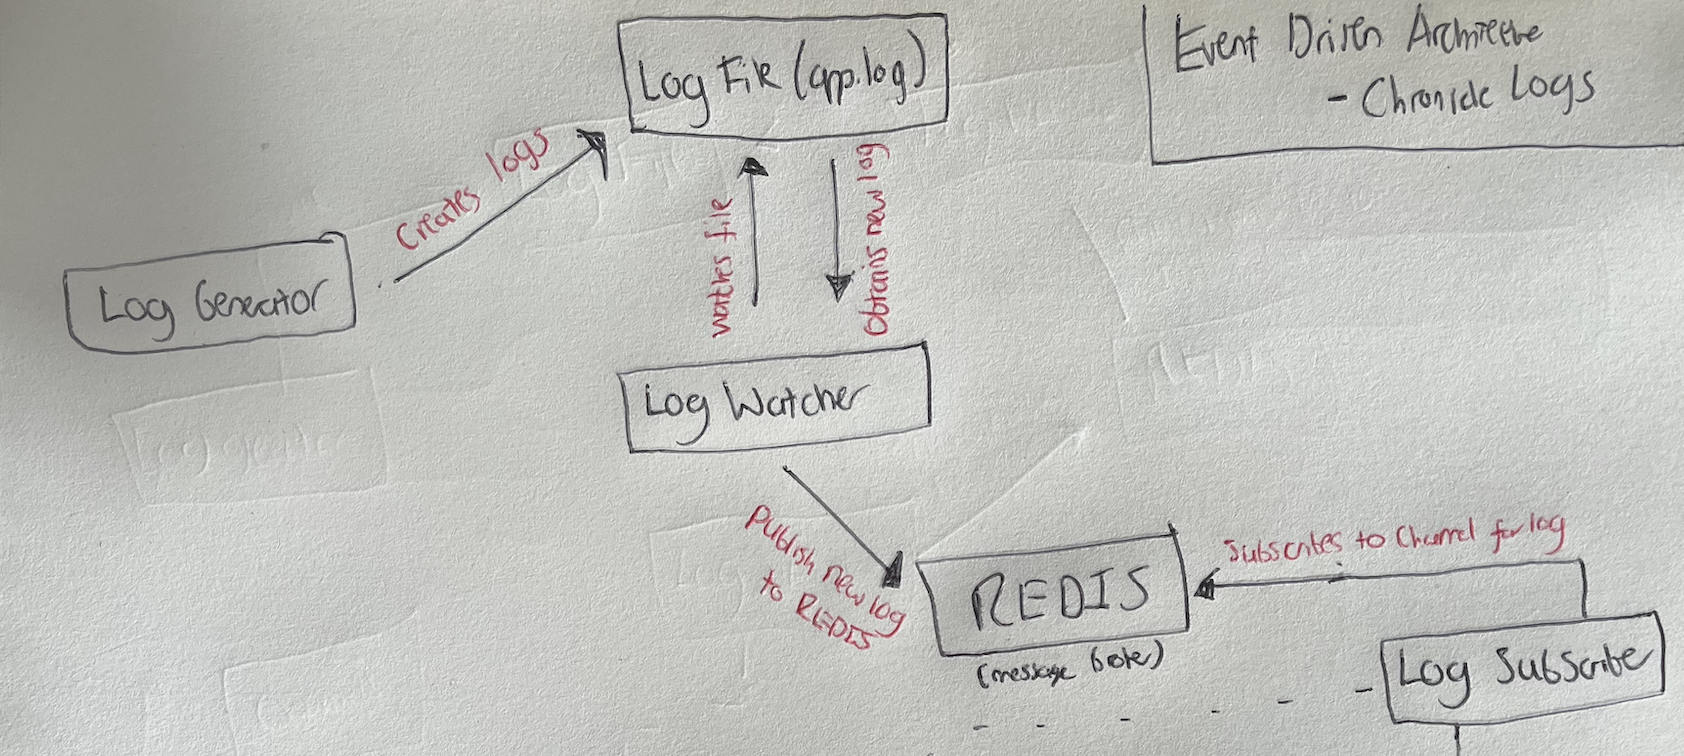 Log File (app.log)
Event Driven Architecture
- Chronicle Logs
Creates logs
Log Generator
watches file
Obtains new log
Log Watcher
Publish new log
to REDIS
REDIS
(message broker)
Subscribes to Channel for log
Log Subscribe